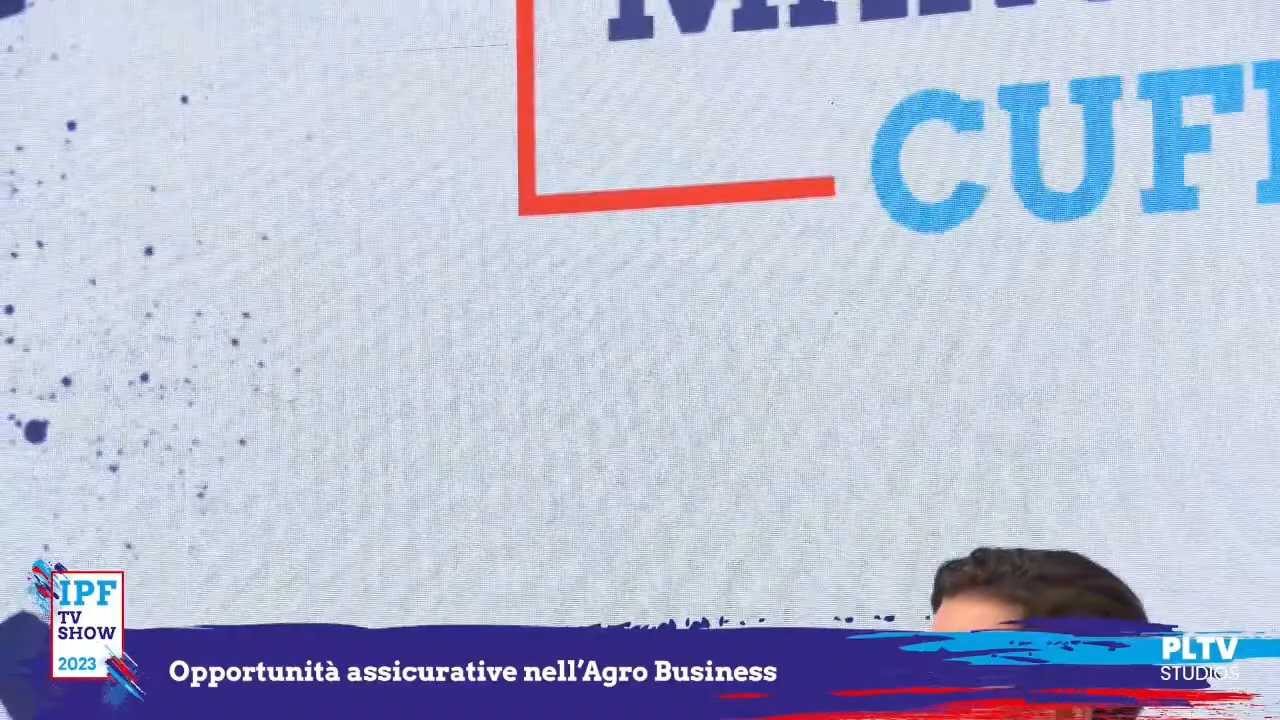 CUF
IPF
TV
SHOW
2023
Opportunità assicurative nell'Agro Business
PLTV
STUDIOS